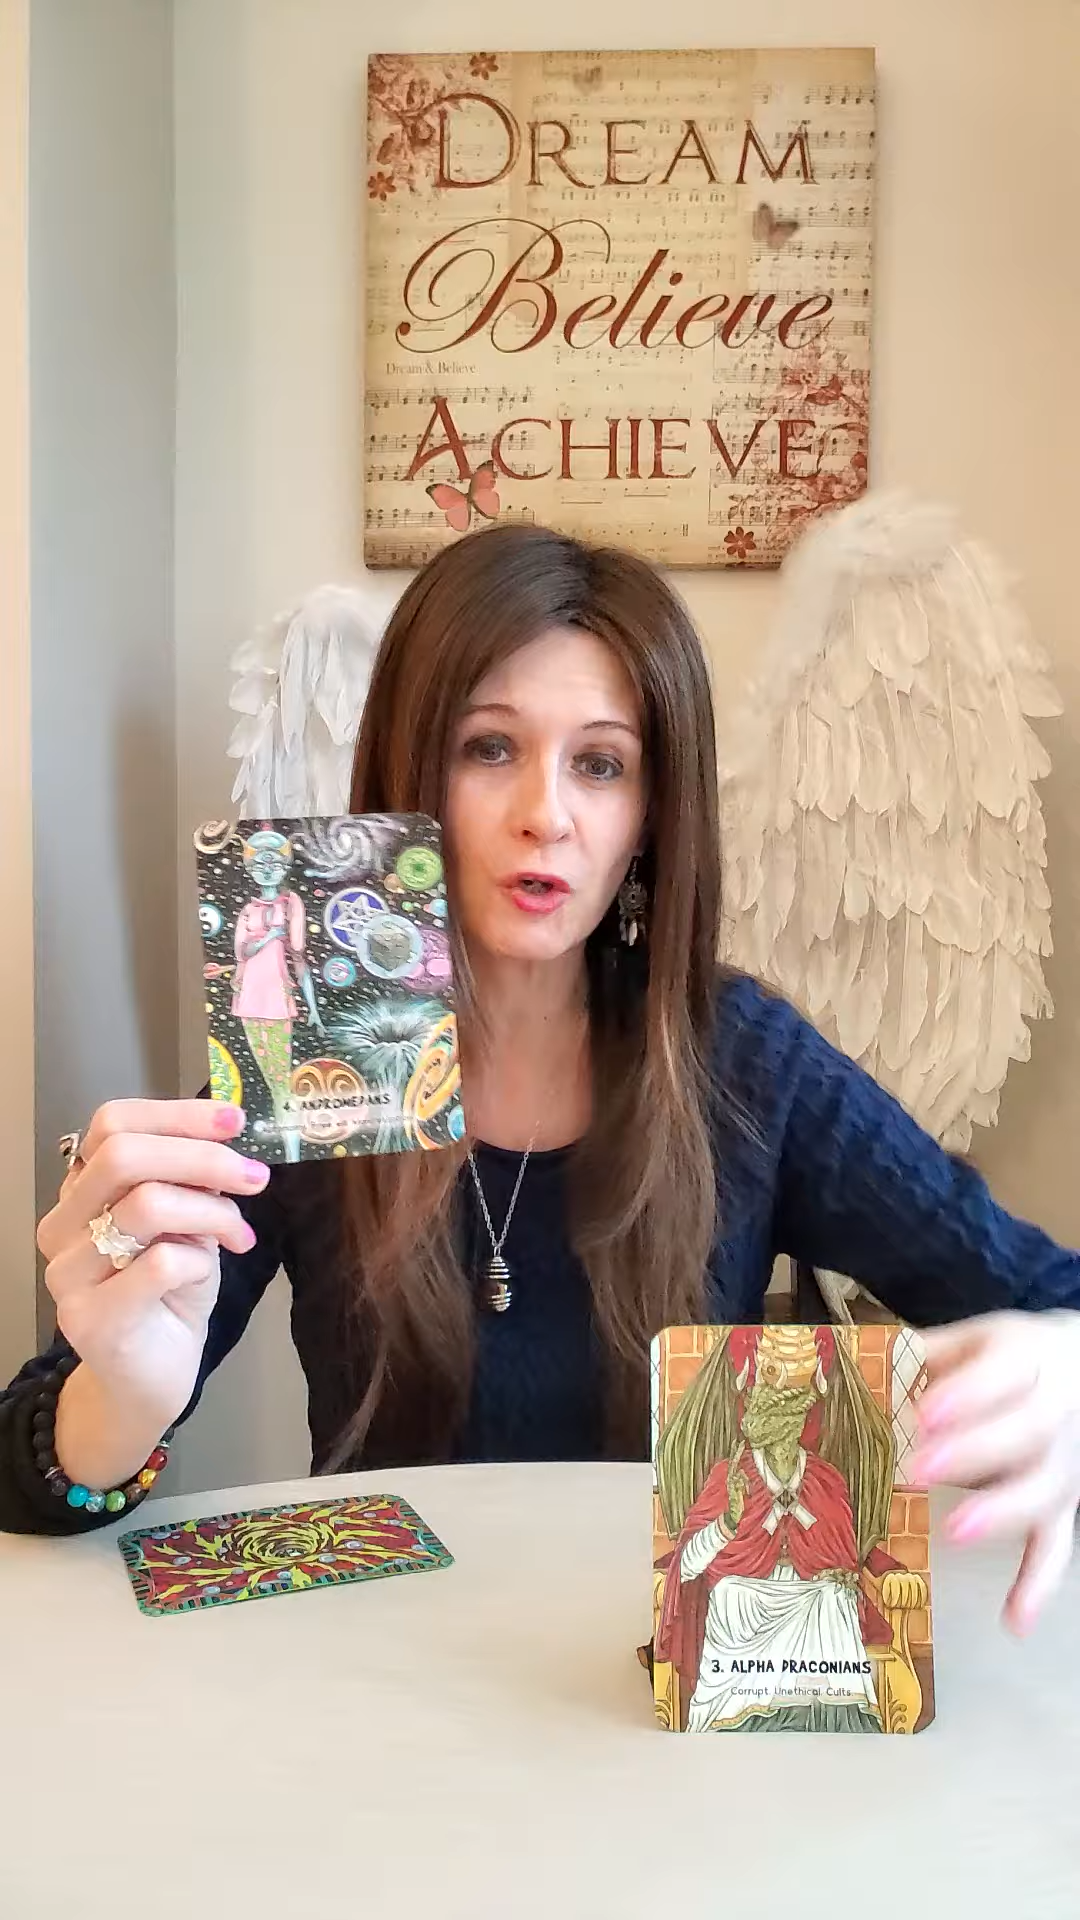 DREAM
Believe
Dream & Believe
ACHIEVE
4. ANDROMEDANS
3. ALPHA DRACONIANS
Corrupt. Unethical. Cults.